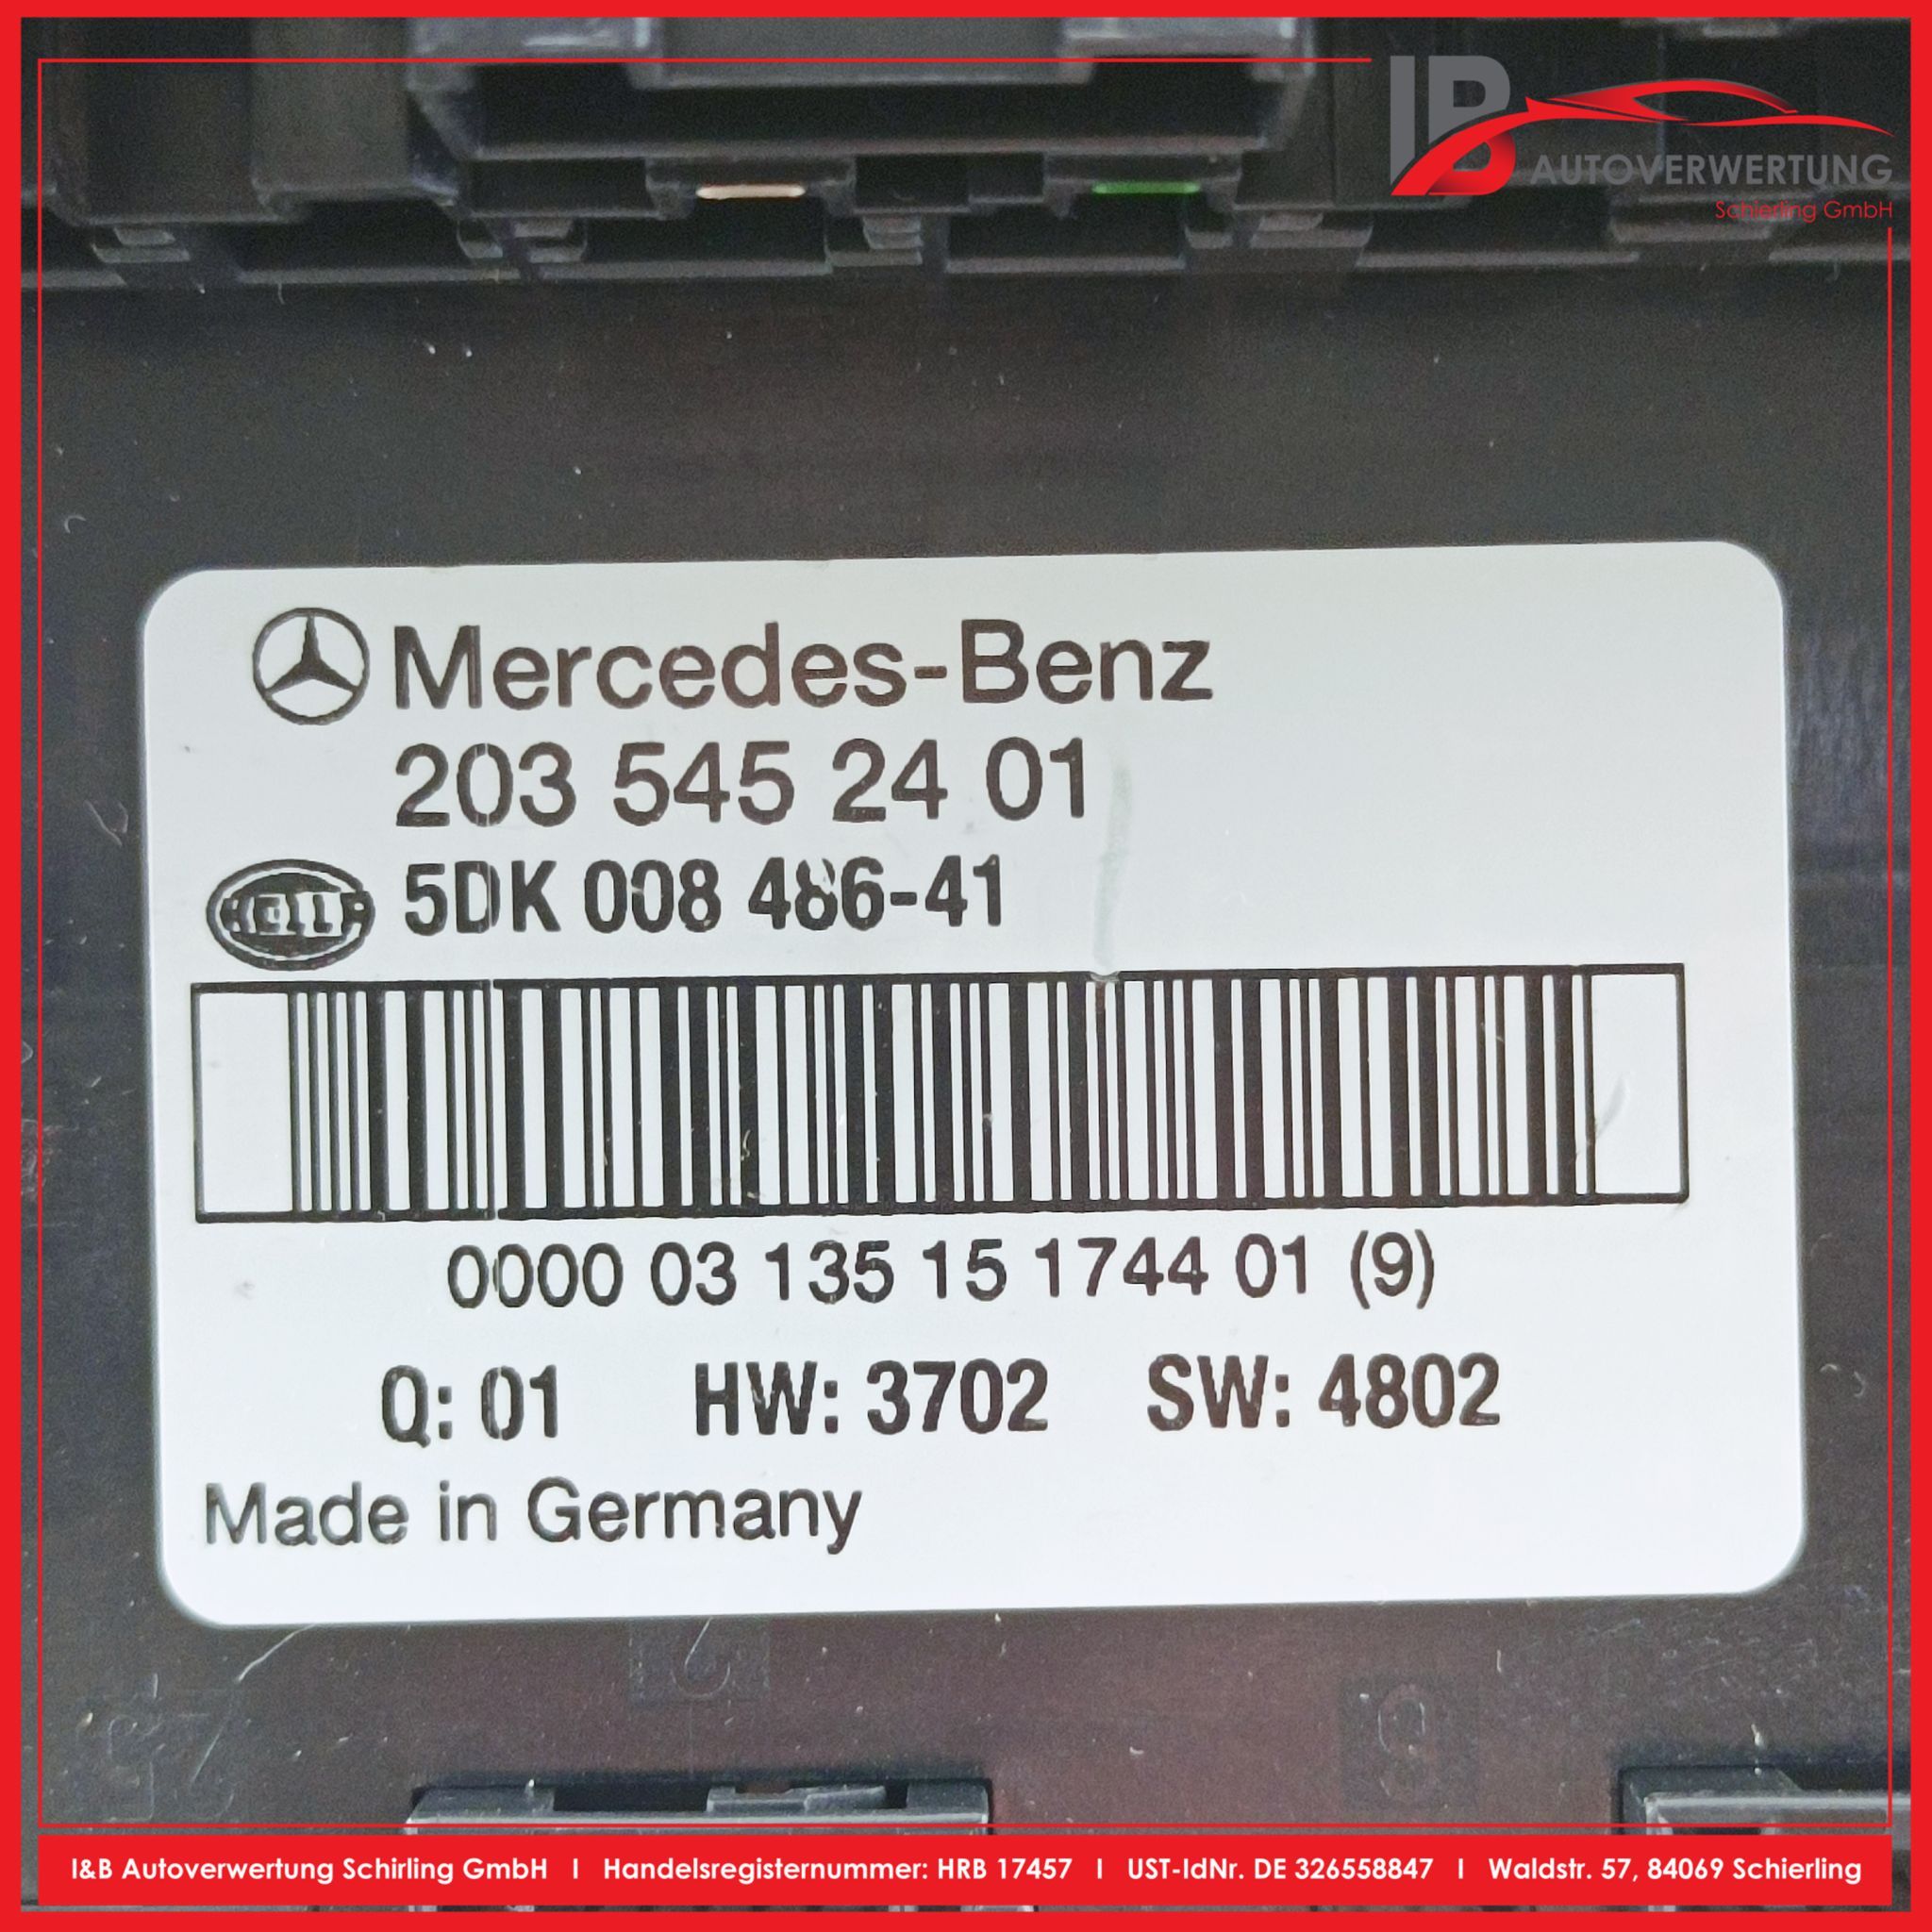 IB
AUTOVERWERTUNG
Schierling GmbH
Mercedes-Benz
203 545 24 01
HELLA 5DK 008 486-41
0000 03 135 15 1744 01 (9)
Q: 01 HW: 3702 SW: 4802
Made in Germany
2
I&B Autoverwertung Schirling GmbH I Handelsregisternummer: HRB 17457 I UST-IdNr. DE 326558847 I Waldstr. 57, 84069 Schierling